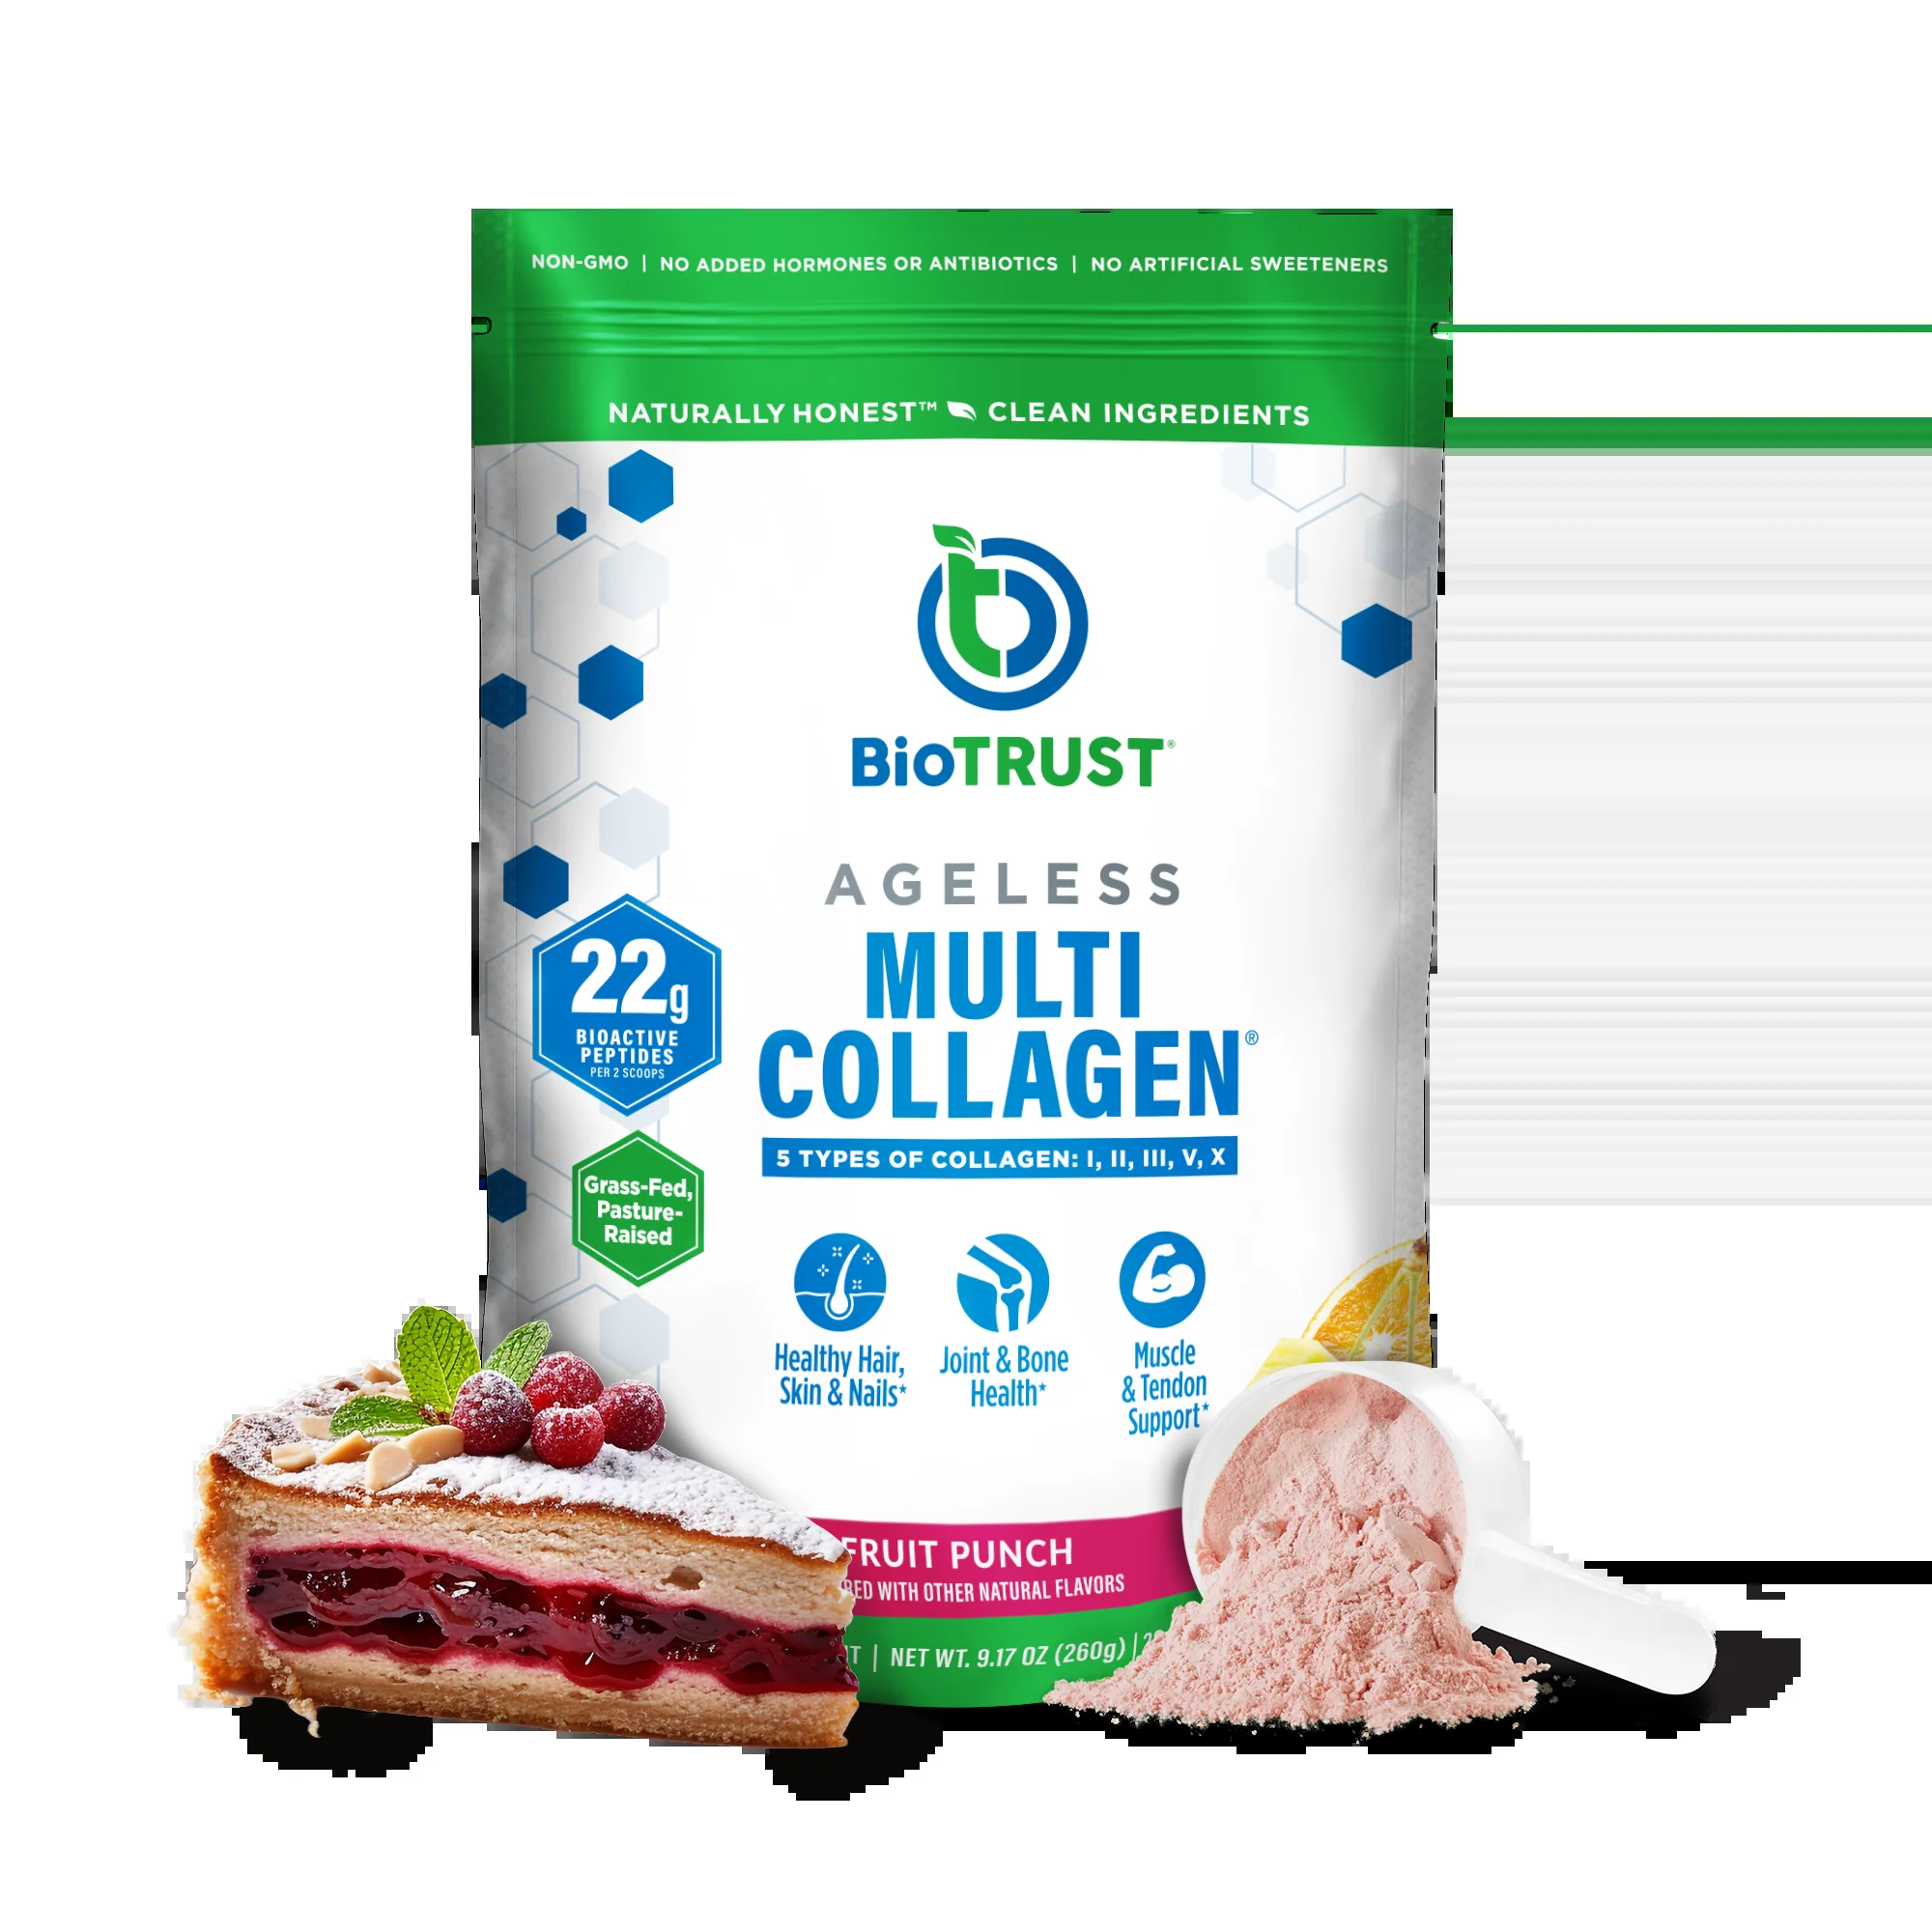 NON-GMO | NO ADDED HORMONES OR ANTIBIOTICS | NO ARTIFICIAL SWEETENERS
NATURALLY HONEST™ CLEAN INGREDIENTS
BioTRUST®
AGELESS
MULTI
COLLAGEN®
5 TYPES OF COLLAGEN: I, II, III, V, X
22g
BIOACTIVE
PEPTIDES
PER 2 SCOOPS
Grass-Fed,
Pasture-
Raised
Healthy Hair,
Skin & Nails*
Joint & Bone
Health*
Muscle
& Tendon
Support*
FRUIT PUNCH
WITH OTHER NATURAL FLAVORS
| NET WT. 9.17 OZ (260g) |